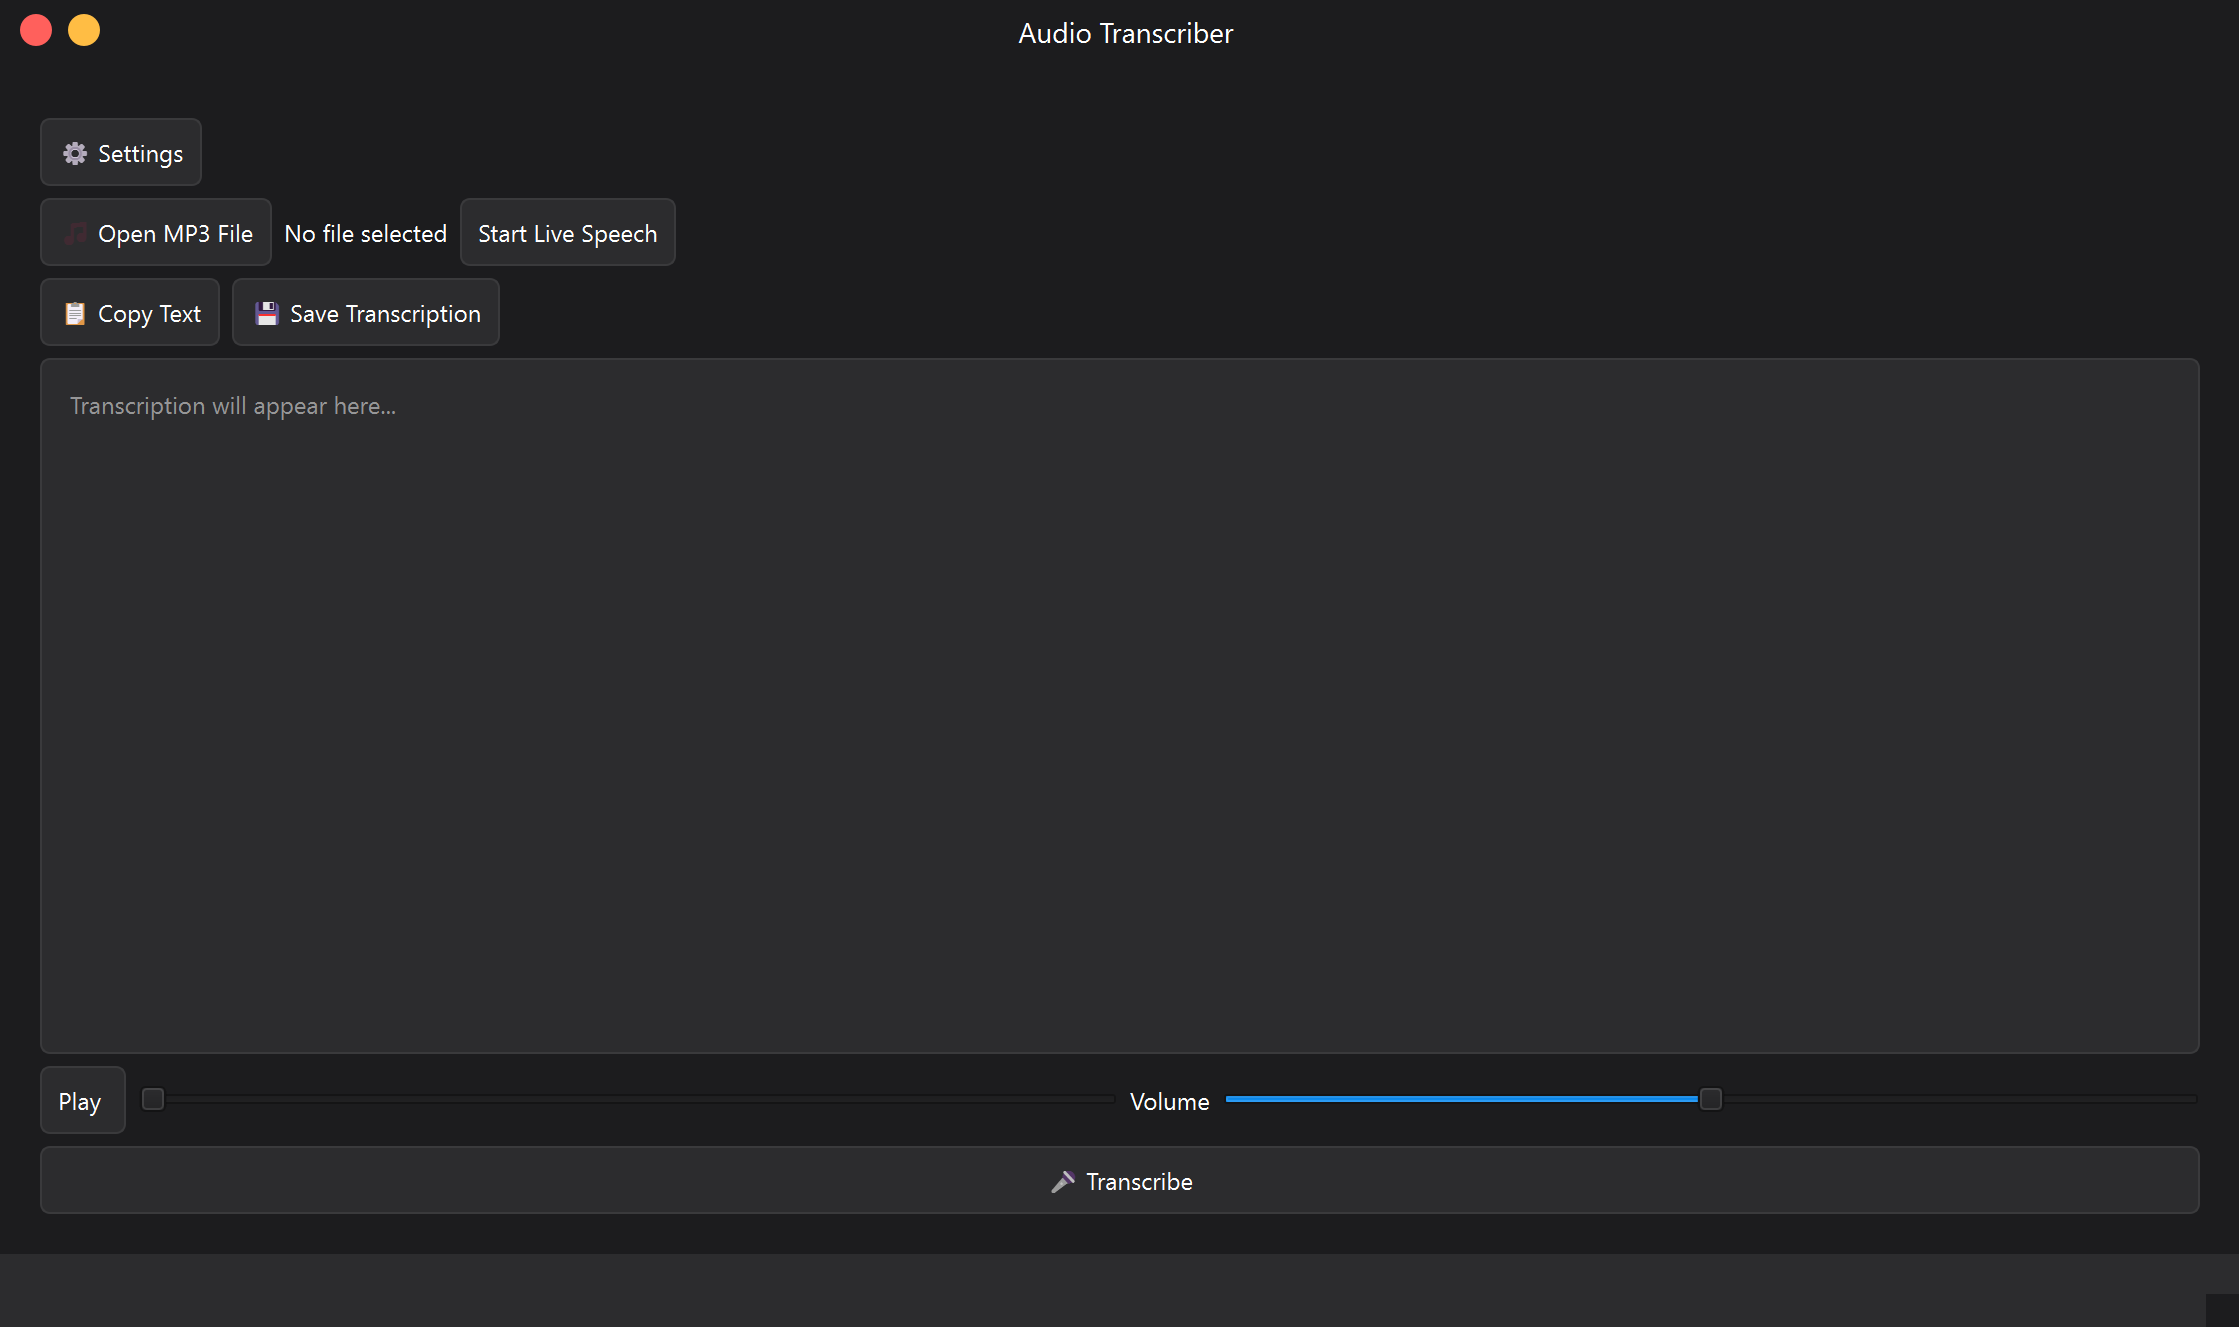 Audio Transcriber
Settings
Open MP3 File No file selected Start Live Speech
Copy Text Save Transcription
Transcription will appear here...
Play Volume
Transcribe